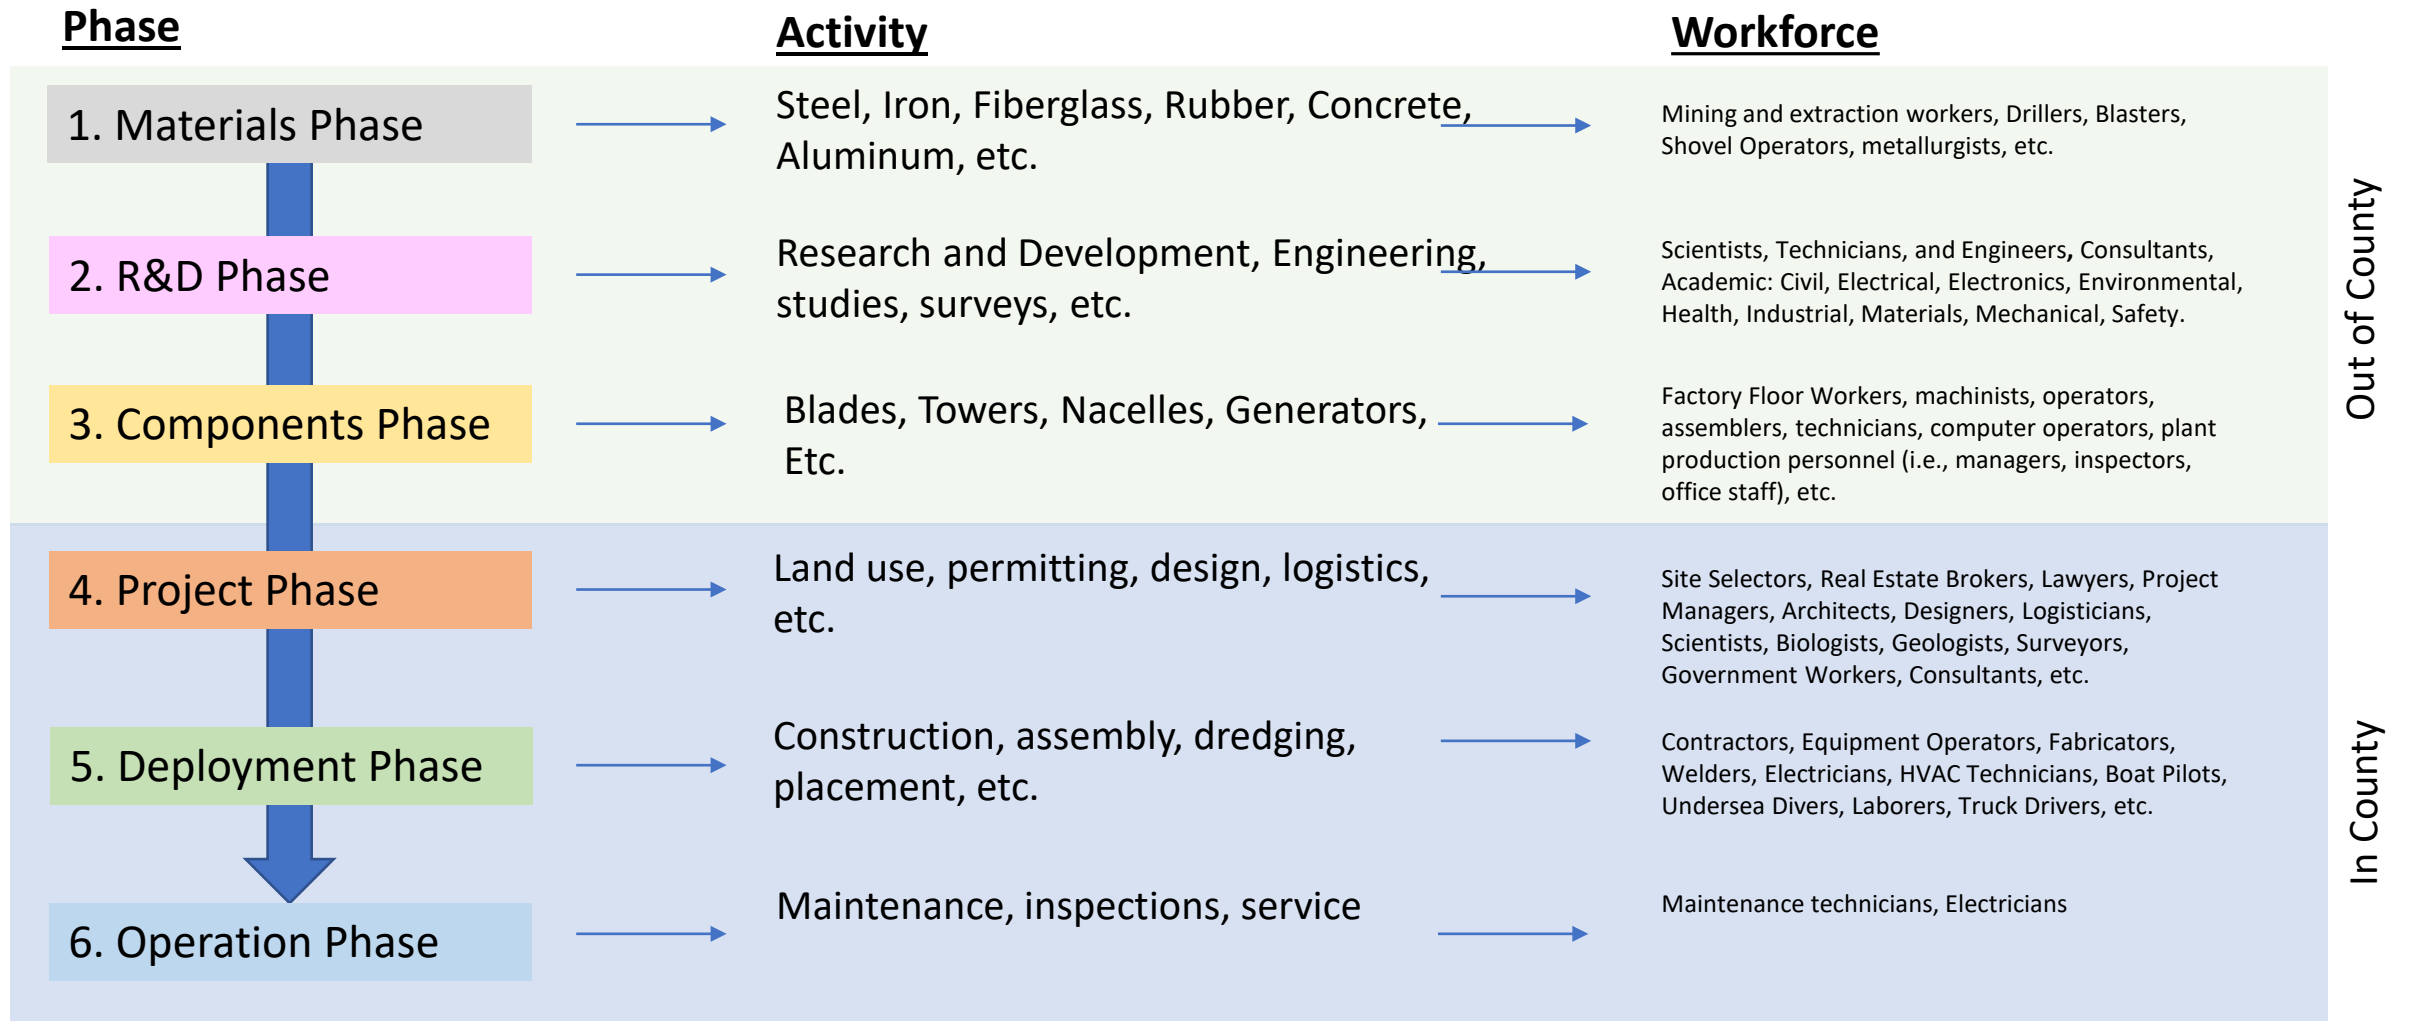 Phase
Activity
Workforce
1. Materials Phase
Steel, Iron, Fiberglass, Rubber, Concrete,
Aluminum, etc.
Mining and extraction workers, Drillers, Blasters,
Shovel Operators, metallurgists, etc.
2. R&D Phase
Research and Development, Engineering,
studies, surveys, etc.
Scientists, Technicians, and Engineers, Consultants,
Academic: Civil, Electrical, Electronics, Environmental,
Health, Industrial, Materials, Mechanical, Safety.
3. Components Phase
Blades, Towers, Nacelles, Generators,
Etc.
Factory Floor Workers, machinists, operators,
assemblers, technicians, computer operators, plant
production personnel (i.e., managers, inspectors,
office staff), etc.
Out of County
4. Project Phase
Land use, permitting, design, logistics,
etc.
Site Selectors, Real Estate Brokers, Lawyers, Project
Managers, Architects, Designers, Logisticians,
Scientists, Biologists, Geologists, Surveyors,
Government Workers, Consultants, etc.
5. Deployment Phase
Construction, assembly, dredging,
placement, etc.
Contractors, Equipment Operators, Fabricators,
Welders, Electricians, HVAC Technicians, Boat Pilots,
Undersea Divers, Laborers, Truck Drivers, etc.
6. Operation Phase
Maintenance, inspections, service
Maintenance technicians, Electricians
In County